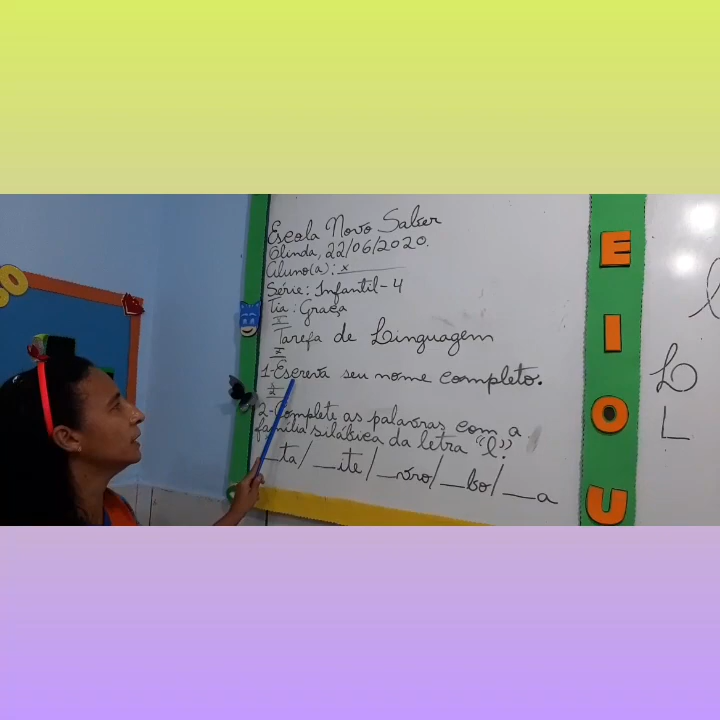 Escola Novo Saber
Olinda, 22/06/2020.
Aluno(a): x
Série: Infantil - 4
Tia: Graça
Tarefa de Linguagem
1- Escreva seu nome completo.
2- Complete as palavras com a
família silábica da letra "l".
__ta/ __ite/ __vro/ __bo/ __a
E
I
O
U
L
L